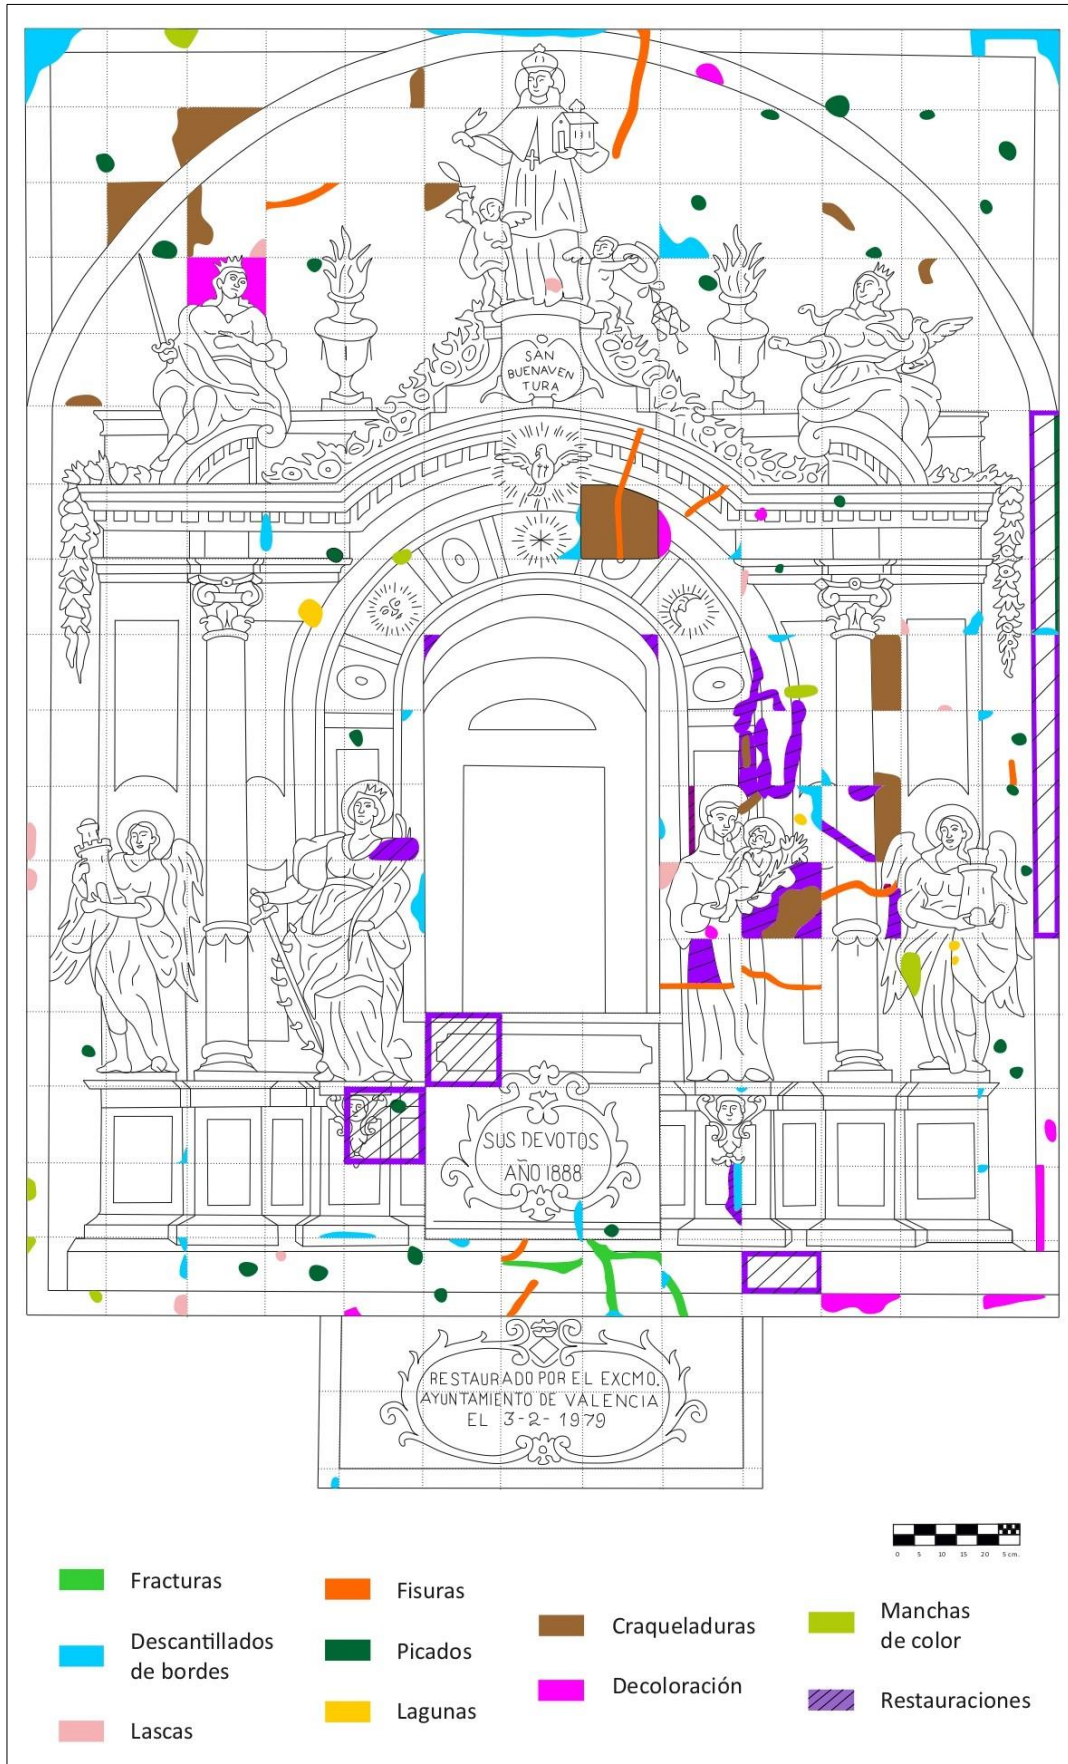 SAN
BUENAVEN
TURA
SUS DEVOTOS
AÑO 1888
RESTAURADO POR EL EXCMO.
AYUNTAMIENTO DE VALENCIA
EL 3-2-1979
0 5 10 15 20 5 cm.
Fracturas
Descantillados
de bordes
Lascas
Fisuras
Picados
Lagunas
Craqueladuras
Decoloración
Manchas
de color
Restauraciones